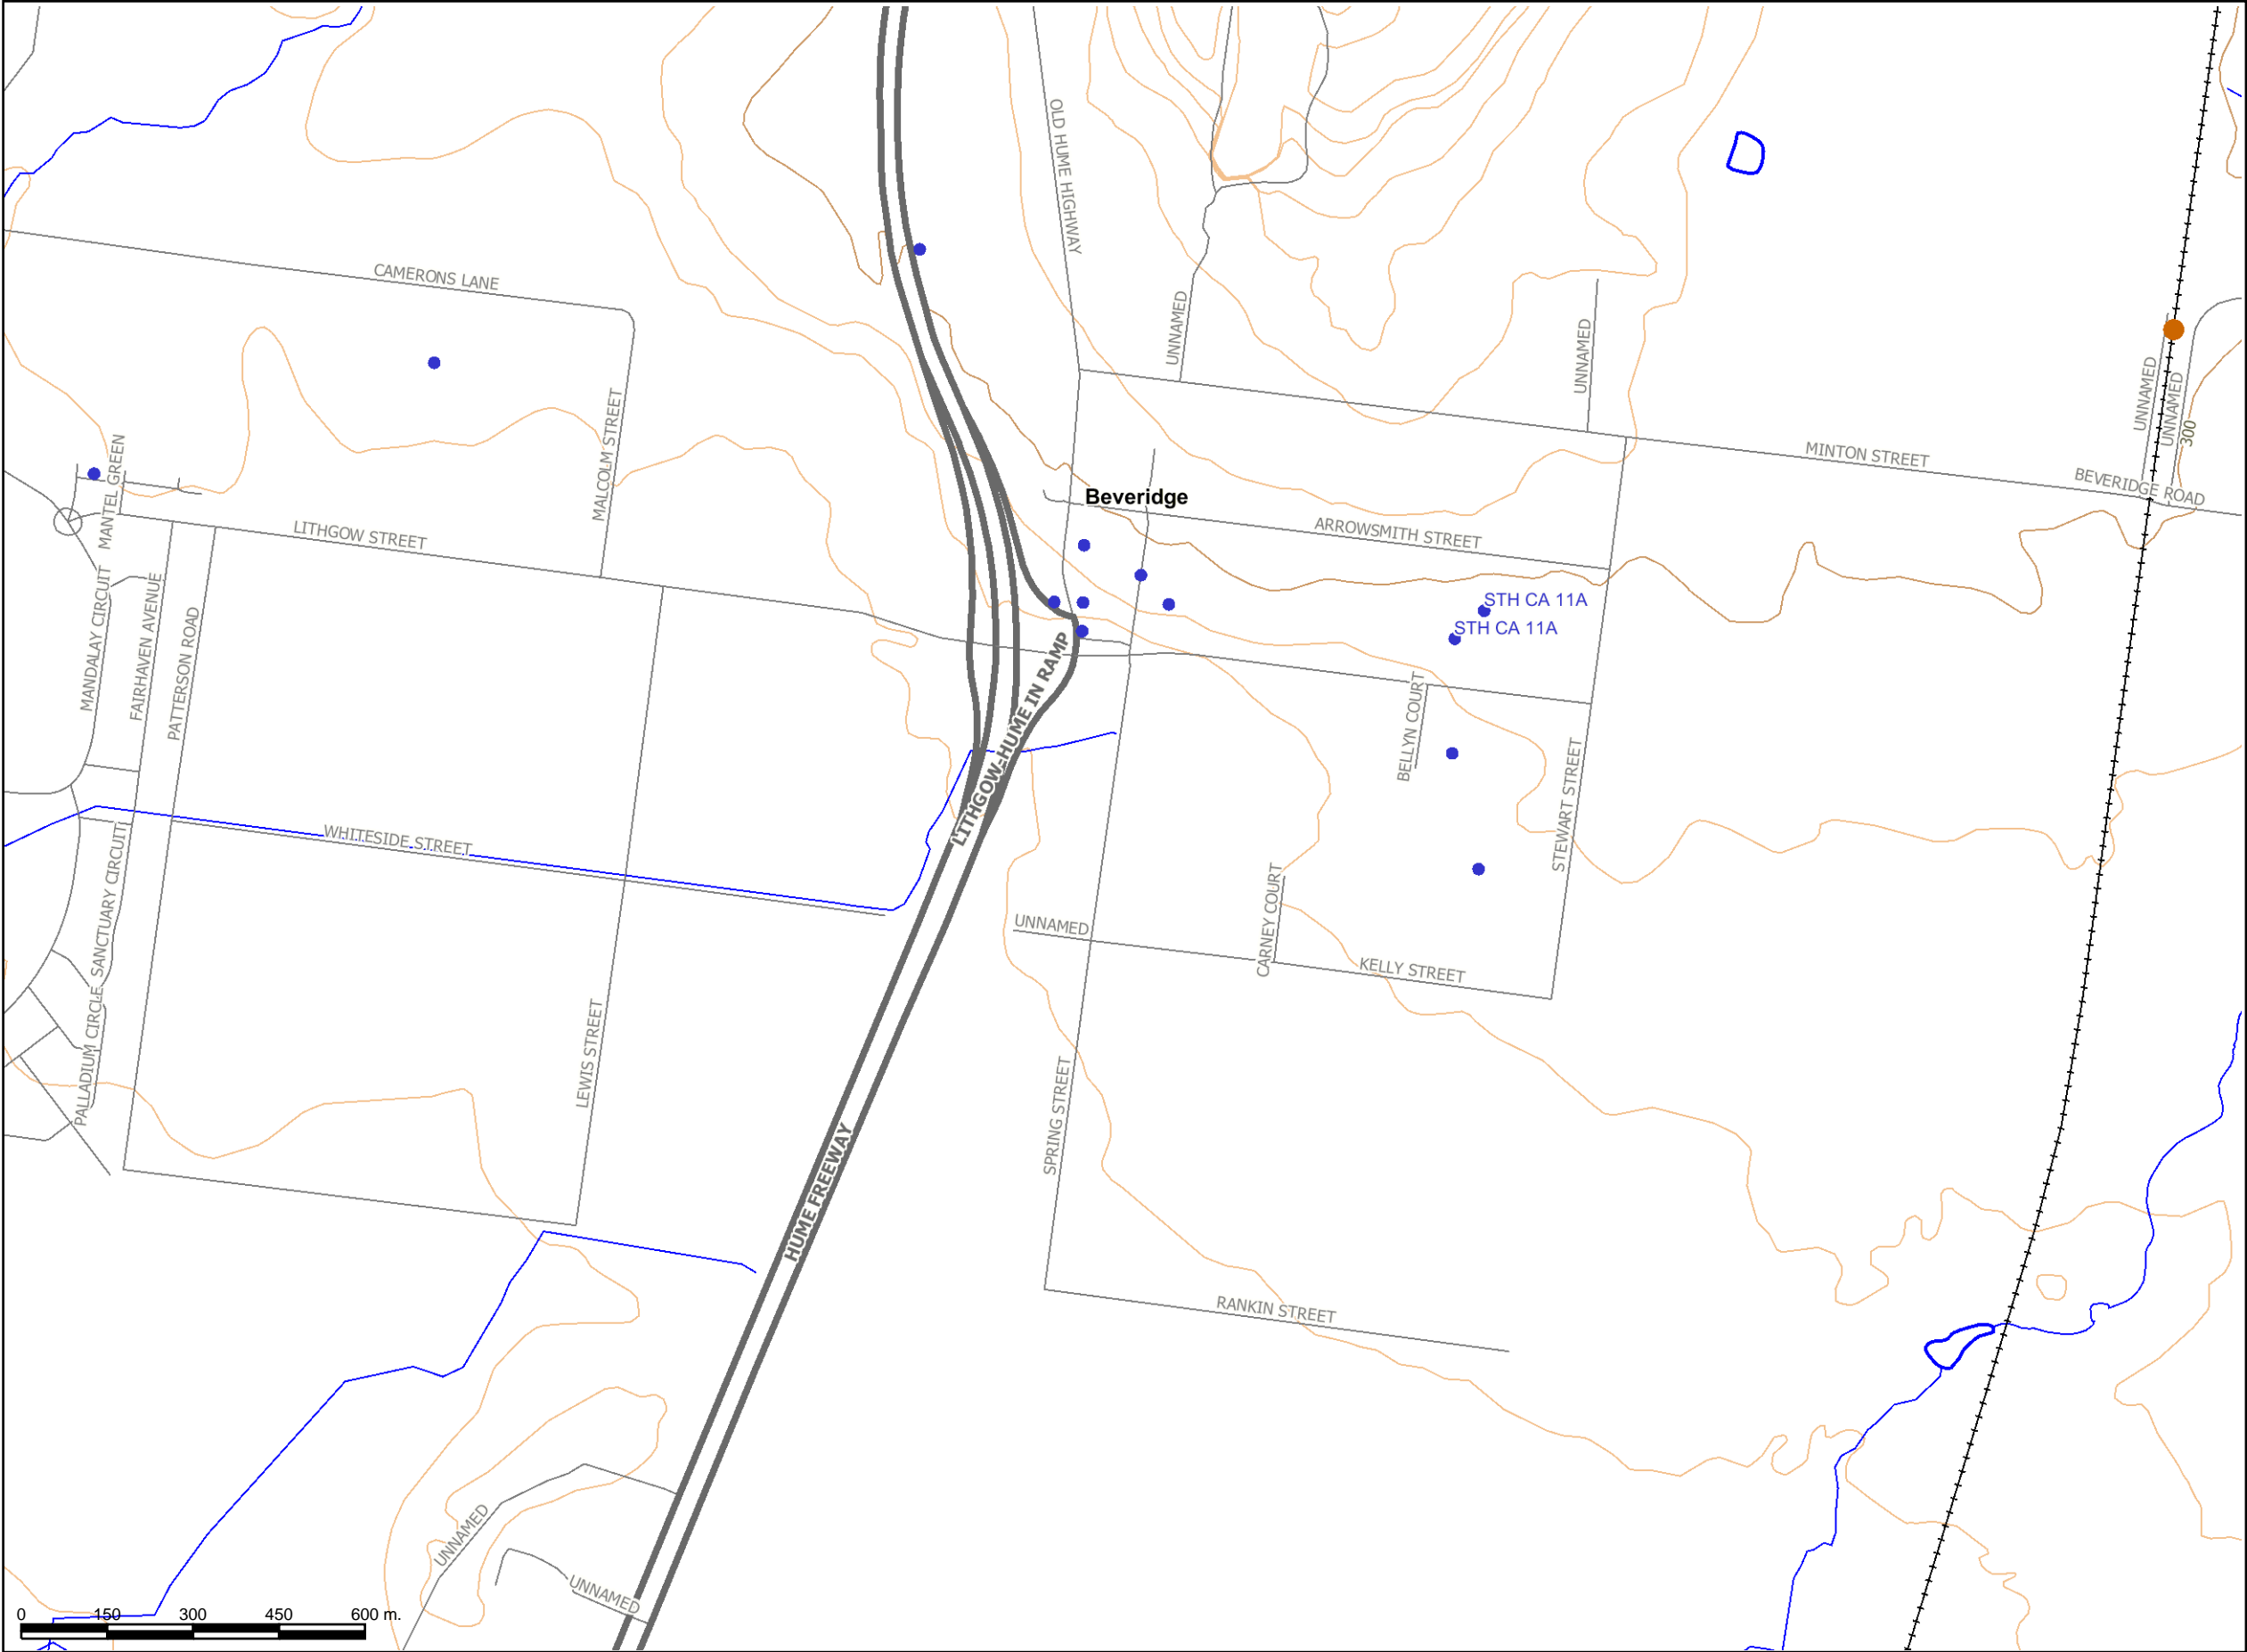 OLD HUME HIGHWAY
CAMERONS LANE
UNNAMED
UNNAMED
UNNAMED
UNNAMED
300
MALCOLM STREET
MINTON STREET
BEVERIDGE ROAD
MANTEL GREEN
Beveridge
LITHGOW STREET
ARROWSMITH STREET
MANDALAY CIRCUIT
FAIRHAVEN AVENUE
PATTERSON ROAD
STH CA 11A
STH CA 11A
LITHGOW-HUME IN RAMP
BELLYN COURT
STEWART STREET
WHITESIDE STREET
SANCTUARY CIRCUIT
CARNEY COURT
UNNAMED
KELLY STREET
PALLADIUM CIRCLE
LEWIS STREET
SPRING STREET
HUME FREEWAY
RANKIN STREET
UNNAMED
UNNAMED
0 150 300 450 600 m.